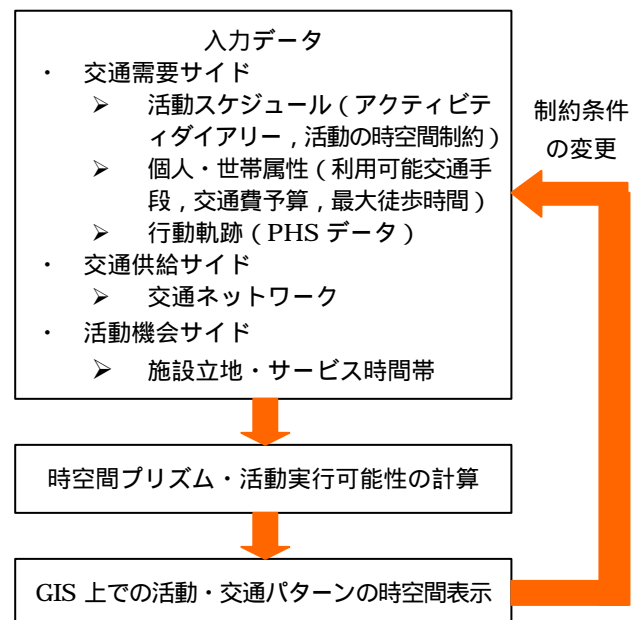 入力データ
・ 交通需要サイド
➢ 活動スケジュール（アクティビテ
ィダイアリー，活動の時空間制約）
➢ 個人・世帯属性（利用可能交通手
段，交通費予算，最大徒歩時間）
➢ 行動軌跡（PHS データ）
・ 交通供給サイド
➢ 交通ネットワーク
・ 活動機会サイド
➢ 施設立地・サービス時間帯
制約条件
の変更
時空間プリズム・活動実行可能性の計算
GIS 上での活動・交通パターンの時空間表示